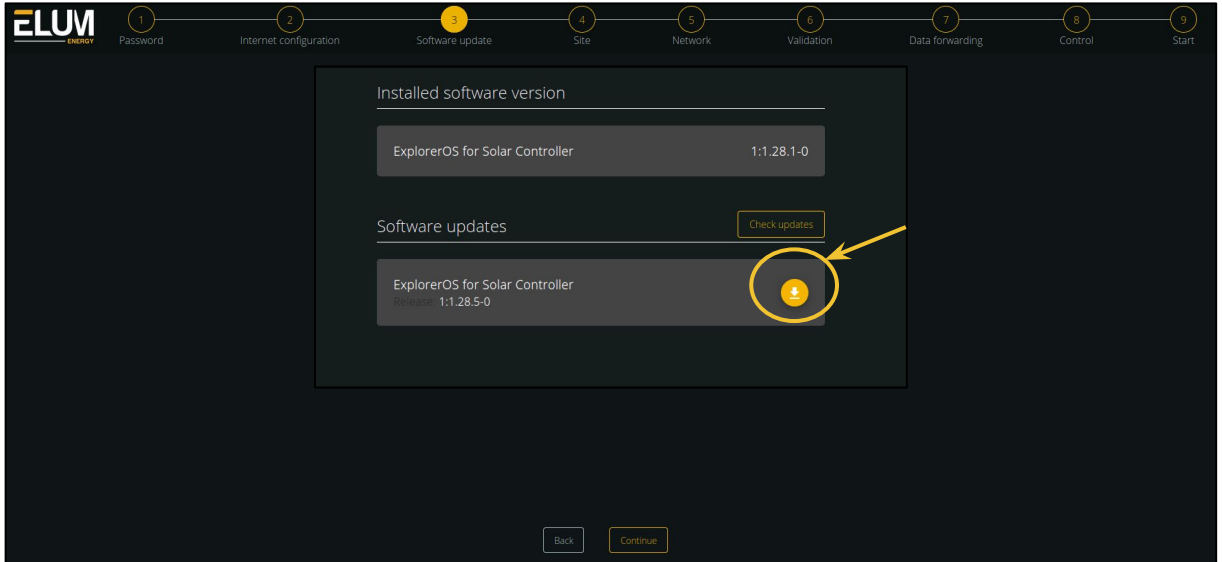 ELUM
ENERGY
1 2 3 4 5 6 7 8 9
Password Internet configuration Software update Site Network Validation Data forwarding Control Start
Installed software version
ExplorerOS for Solar Controller 1:1.28.1-0
Software updates Check updates
ExplorerOS for Solar Controller
Release: 1:1.28.5-0
Back Continue